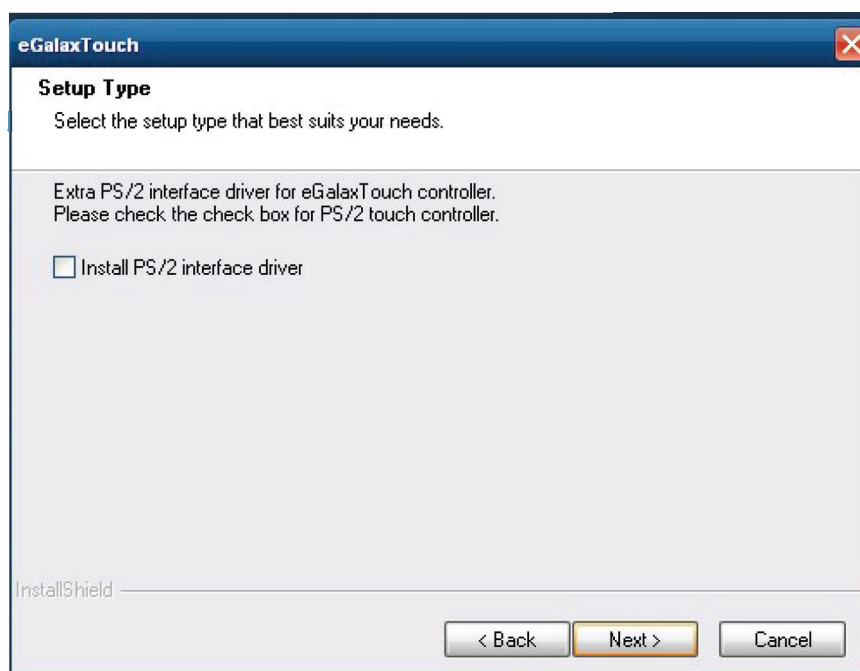 eGalaxTouch
Setup Type
Select the setup type that best suits your needs.
Extra PS/2 interface driver for eGalaxTouch controller.
Please check the check box for PS/2 touch controller.
Install PS/2 interface driver
InstallShield
< Back Next > Cancel